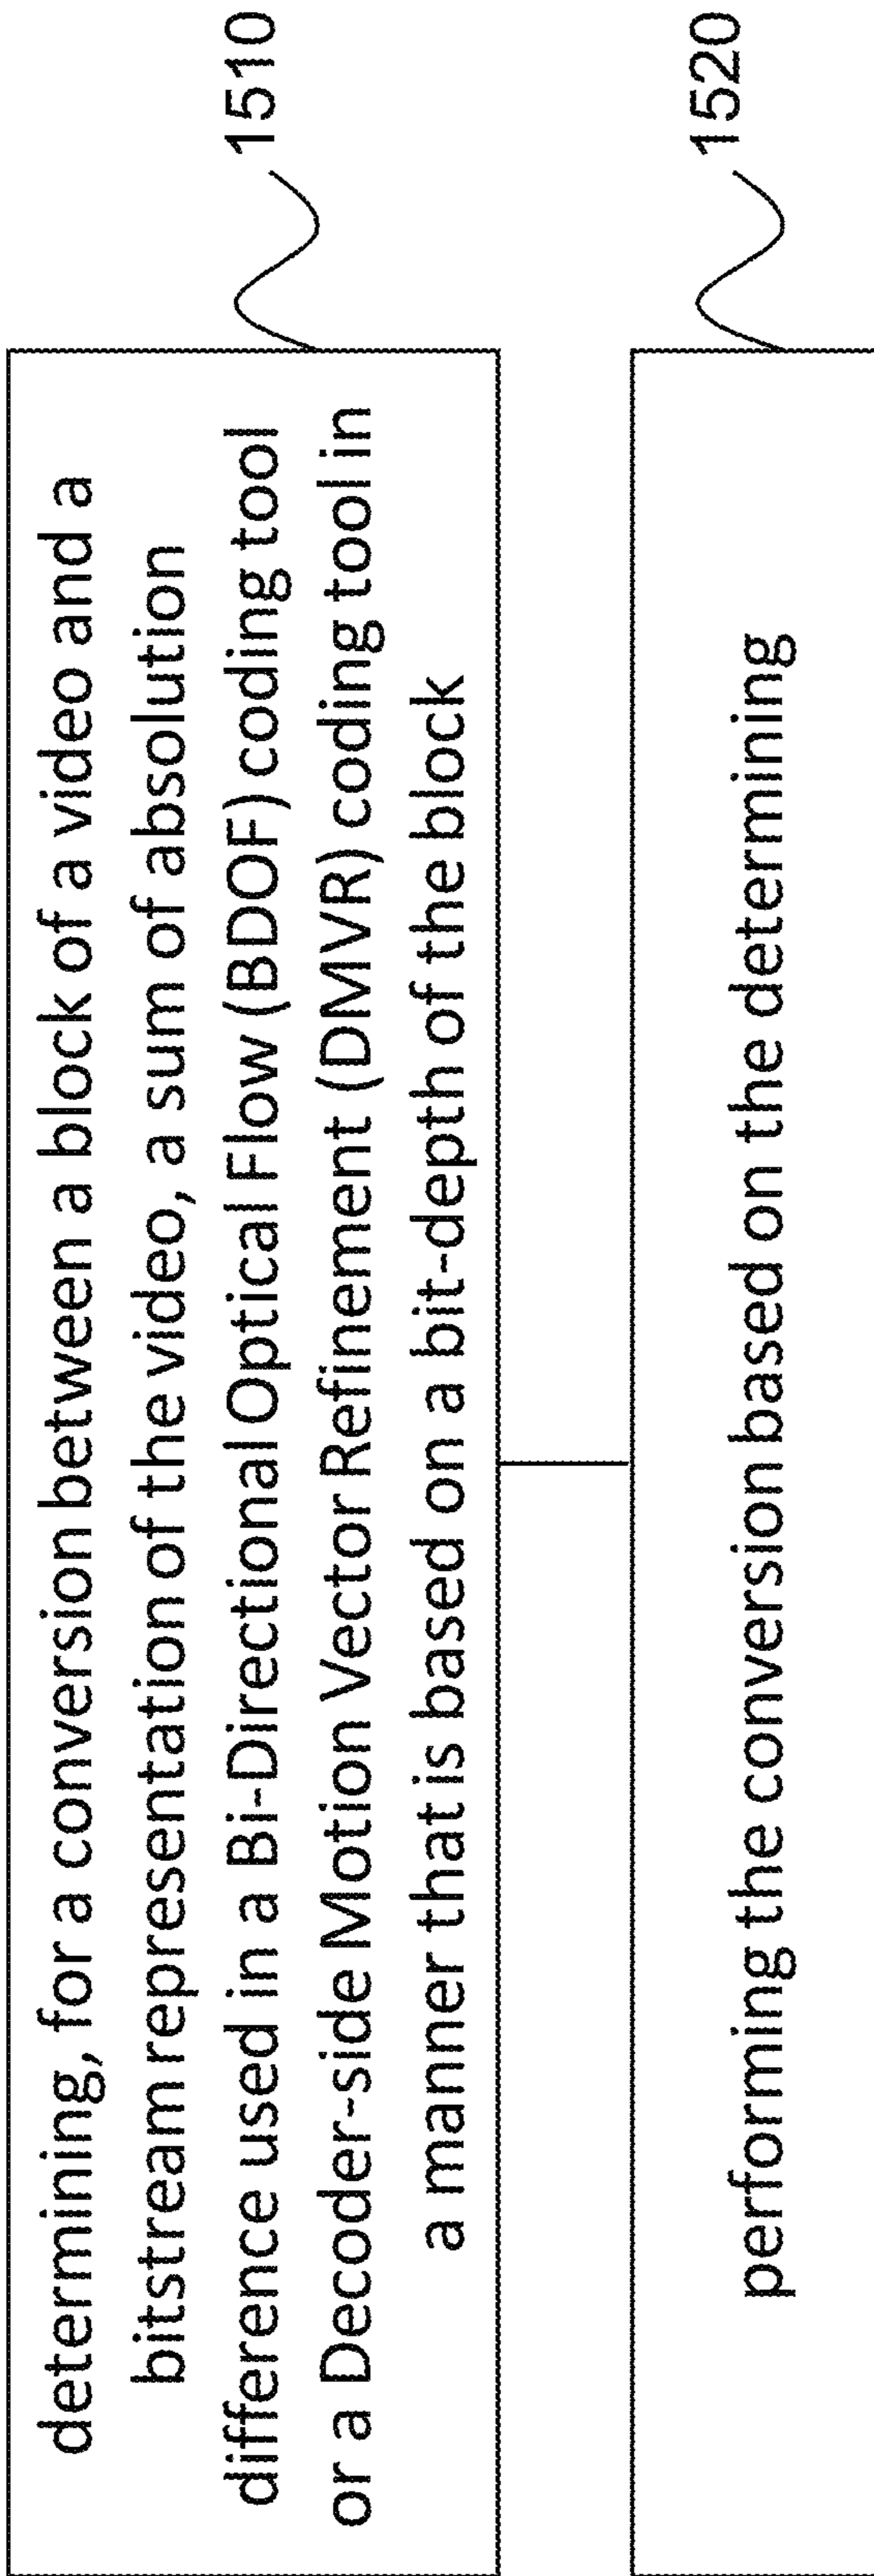 determining, for a conversion between a block of a video and a
bitstream representation of the video, a sum of absolution
difference used in a Bi-Directional Optical Flow (BDOF) coding tool
or a Decoder-side Motion Vector Refinement (DMVR) coding tool in
a manner that is based on a bit-depth of the block
1510
performing the conversion based on the determining
1520